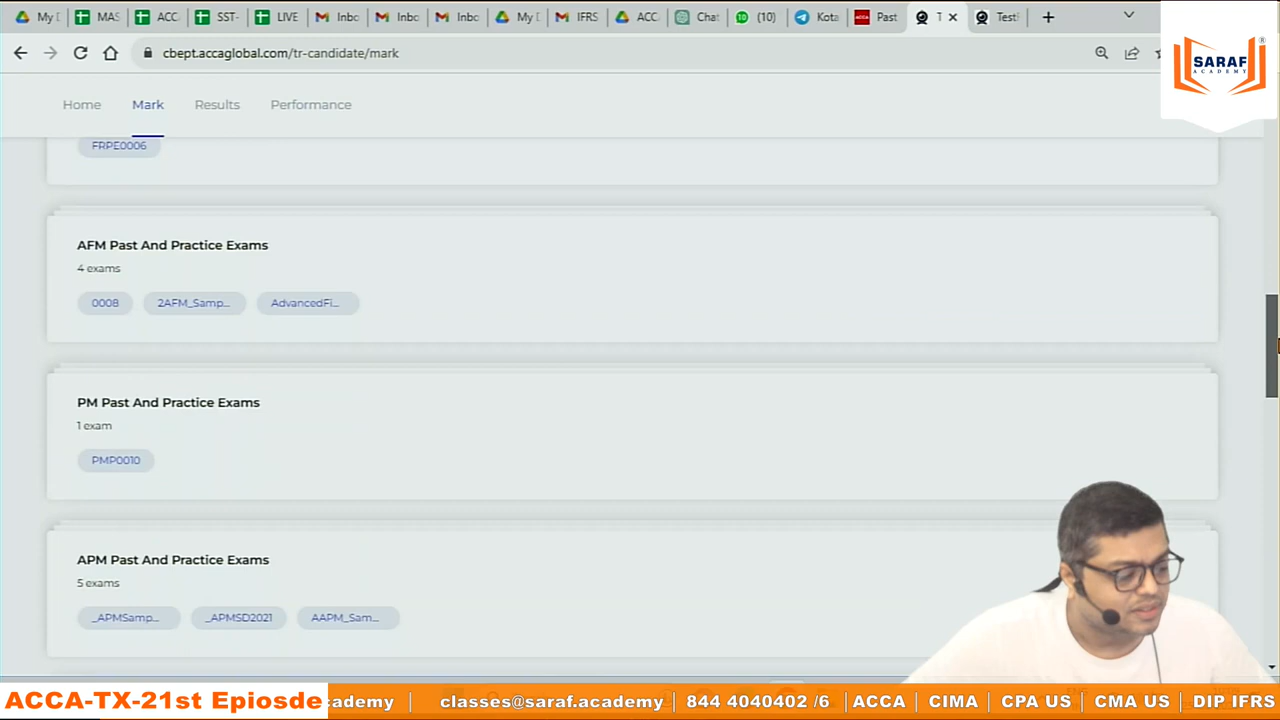 My D MAS ACC SST- LIVE Inbo Inbo Inbo My D IFRS ACC Chat (10) Kota Past T Testi
cbept.accaglobal.com/tr-candidate/mark
SARAF
ACADEMY
Home Mark Results Performance
FRPE0006
AFM Past And Practice Exams
4 exams
0008 2AFM_Samp... AdvancedFi...
PM Past And Practice Exams
1 exam
PMP0010
APM Past And Practice Exams
5 exams
_APMSamp... _APMSD2021 AAPM_Sam...
ACCA-TX-21st Epiosde cademy | classes@saraf.academy | 844 4040402 /6 | ACCA | CIMA | CPA US | CMA US | DIP IFRS